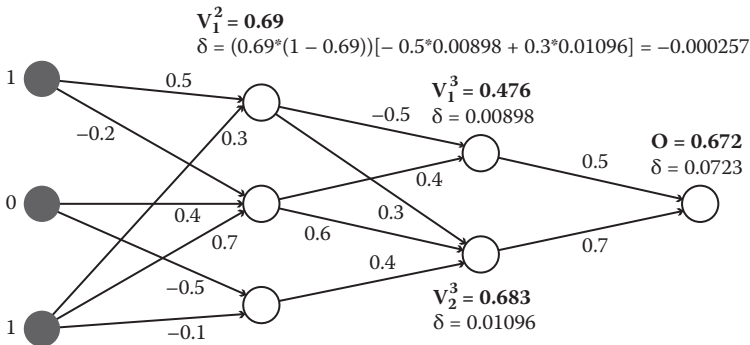 V₁² = 0.69
δ = (0.69*(1 – 0.69))[– 0.5*0.00898 + 0.3*0.01096] = –0.000257
1
0.5
V₁³ = 0.476
δ = 0.00898
–0.5
–0.2
0.3
O = 0.672
δ = 0.0723
0.5
0.4
0
0.4
0.3
0.7
0.6
0.7
0.4
–0.5
V₂³ = 0.683
δ = 0.01096
1
–0.1